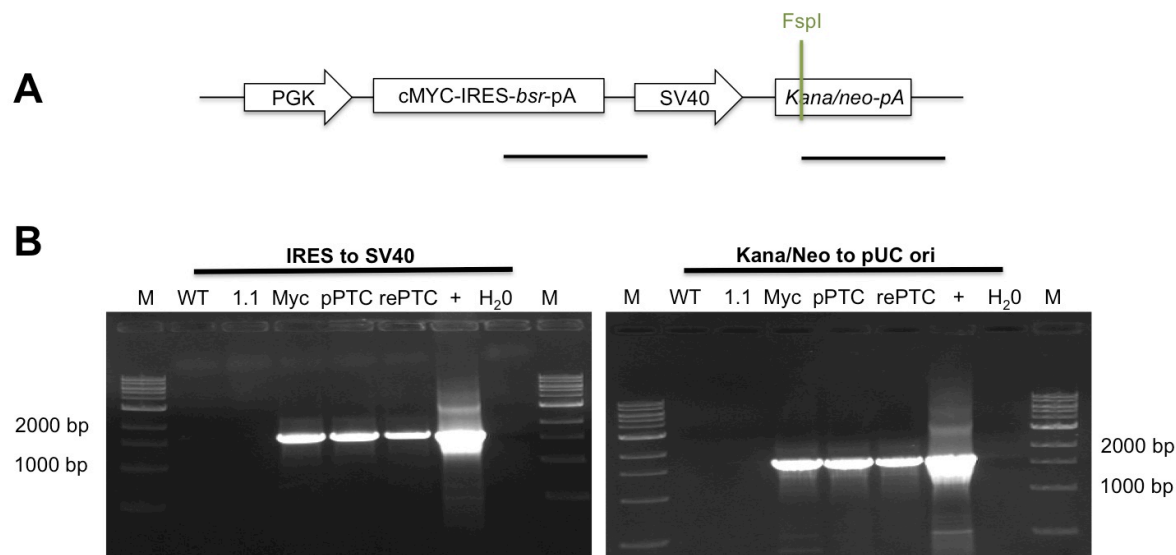 FspI
A
PGK
cMYC-IRES-bsr-pA
SV40
Kana/neo-pA
B
IRES to SV40
Kana/Neo to pUC ori
M WT 1.1 Myc pPTC rePTC + H20 M
M WT 1.1 Myc pPTC rePTC + H20 M
2000 bp
1000 bp
2000 bp
1000 bp